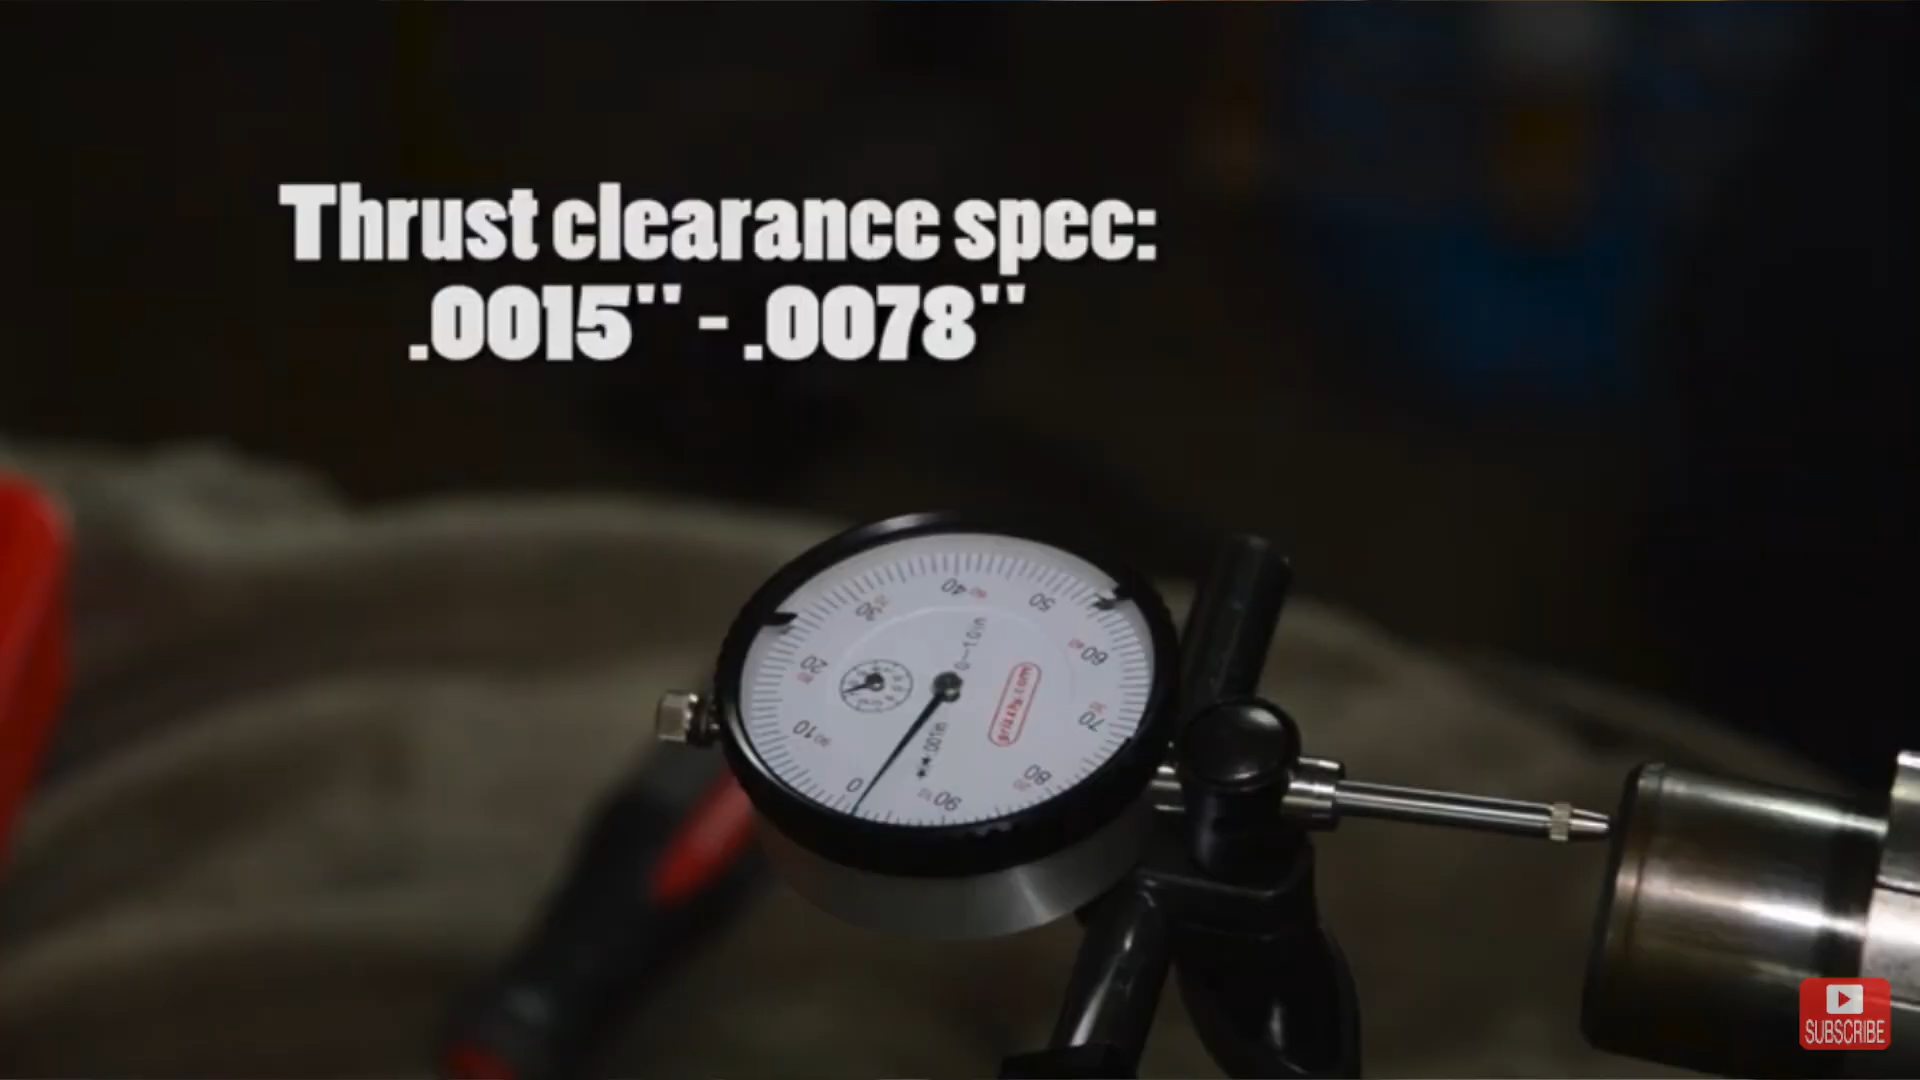 Thrust clearance spec:
.0015" - .0078"
40
50
60
70
80
90
0
10
20
0-1.0in
.001in
grizzly.com
SUBSCRIBE